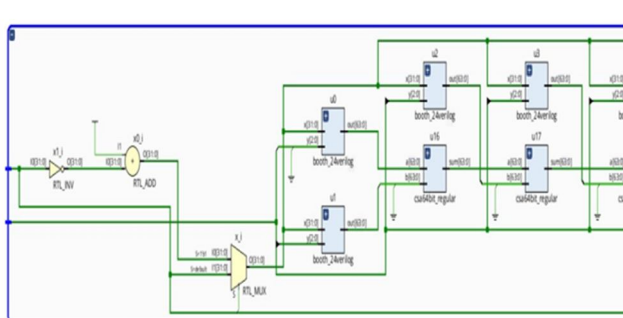 u2
u3
x[31:0]
y[2:0]
out[63:0]
x[31:0]
y[2:0]
out[63:0]
booth_24verilog
booth_24verilog
u0
x[31:0]
y[2:0]
out[63:0]
booth_24verilog
x1_i
I0[31:0]
O[31:0]
RTL_INV
x0_i
I1
I0[31:0]
O[31:0]
RTL_ADD
u16
a[63:0]
b[63:0]
sum[63:0]
csa64bit_regular
u17
a[63:0]
b[63:0]
sum[63:0]
csa64bit_regular
u1
x[31:0]
y[2:0]
out[63:0]
booth_24verilog
x_i
I0[31:0]
S=default
I1[31:0]
O[31:0]
S
RTL_MUX